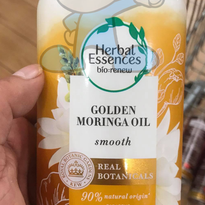 Herbal
Essences
bio:renew
GOLDEN
MORINGA OIL
smooth
REAL
BOTANICALS
90% natural origin*